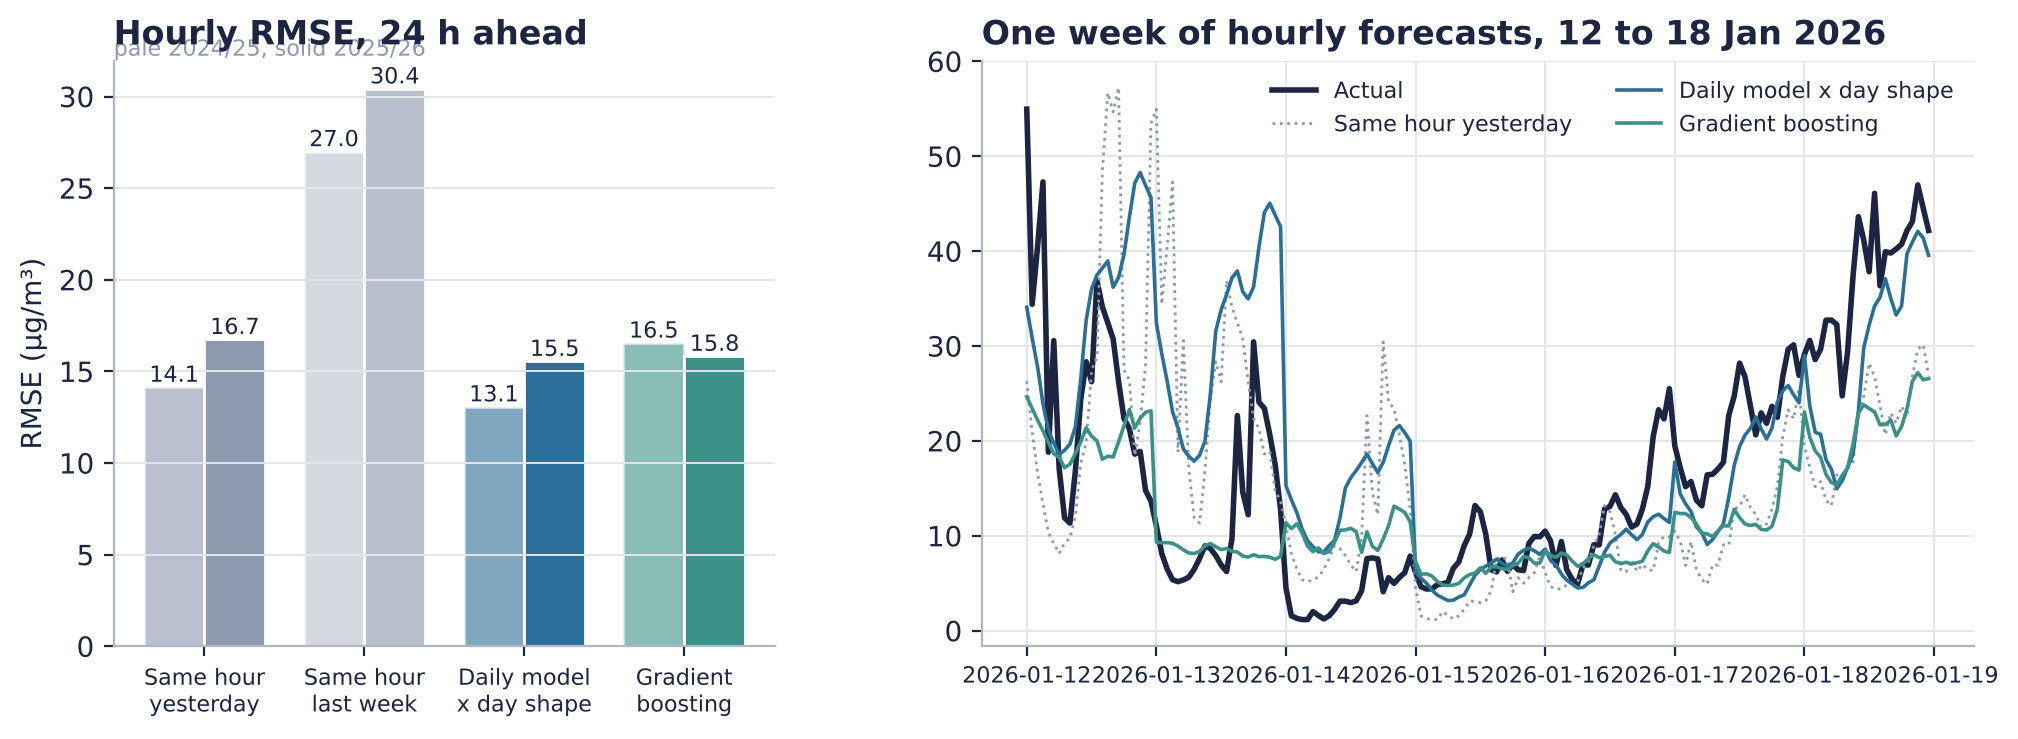 Hourly RMSE, 24 h ahead
pale 2024/25, solid 2025/26
RMSE (µg/m³)
30
25
20
15
10
5
0
14.1
16.7
27.0
30.4
13.1
15.5
16.5
15.8
Same hour
yesterday
Same hour
last week
Daily model
x day shape
Gradient
boosting
One week of hourly forecasts, 12 to 18 Jan 2026
60
50
40
30
20
10
0
Actual
Same hour yesterday
Daily model x day shape
Gradient boosting
2026-01-12
2026-01-13
2026-01-14
2026-01-15
2026-01-16
2026-01-17
2026-01-18
2026-01-19